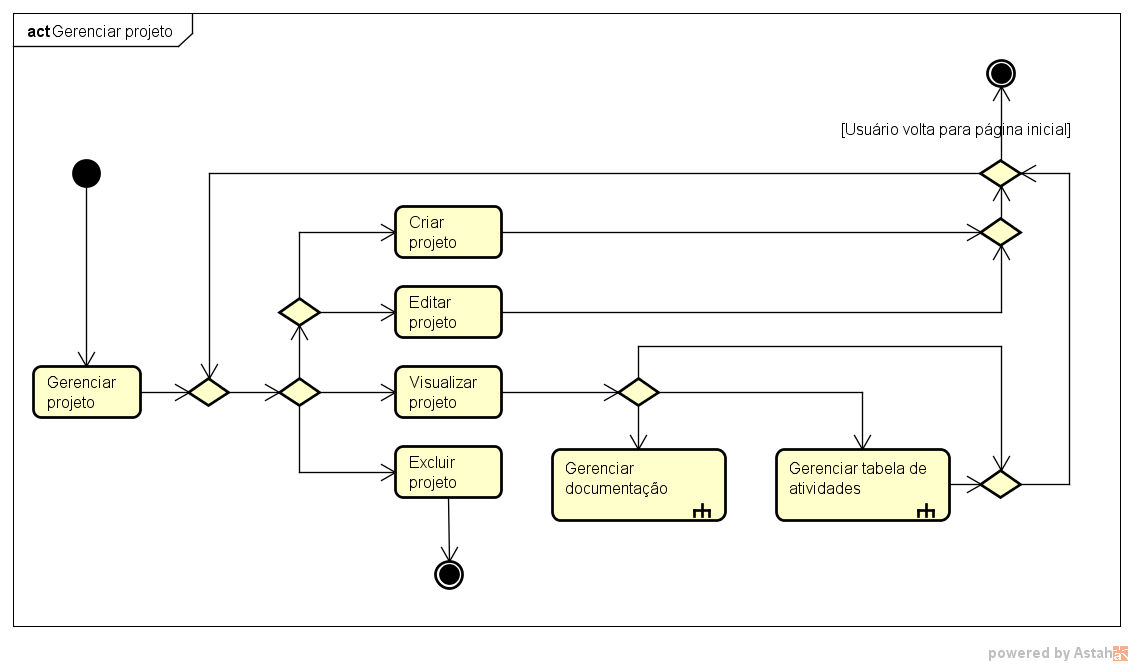 act Gerenciar projeto
[Usuário volta para página inicial]
Criar
projeto
Editar
projeto
Gerenciar
projeto
Visualizar
projeto
Excluir
projeto
Gerenciar
documentação
Gerenciar tabela de
atividades
powered by Astah